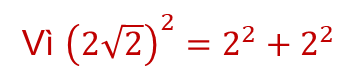 Vì (2√2)² = 2² + 2²